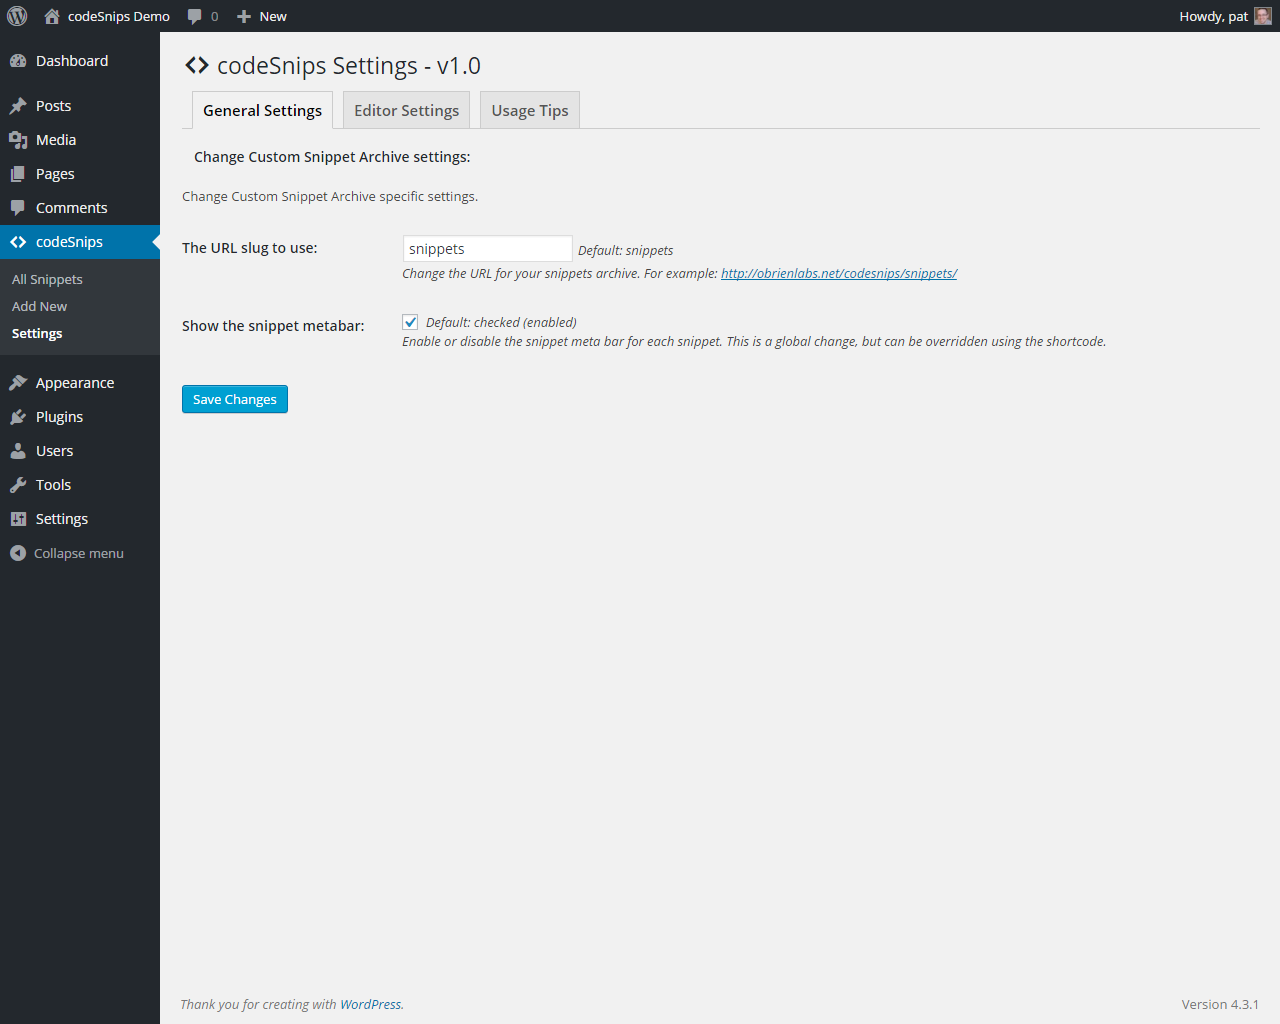 codeSnips Demo 0 New Howdy, pat
Dashboard
Posts
Media
Pages
Comments
codeSnips
All Snippets
Add New
Settings
Appearance
Plugins
Users
Tools
Settings
Collapse menu
codeSnips Settings - v1.0
General Settings Editor Settings Usage Tips
Change Custom Snippet Archive settings:
Change Custom Snippet Archive specific settings.
The URL slug to use: snippets Default: snippets
Change the URL for your snippets archive. For example: http://obrienlabs.net/codesnips/snippets/
Show the snippet metabar: Default: checked (enabled)
Enable or disable the snippet meta bar for each snippet. This is a global change, but can be overridden using the shortcode.
Save Changes
Thank you for creating with WordPress. Version 4.3.1